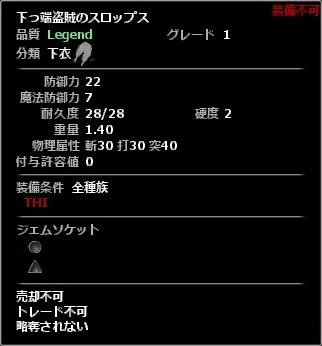 装備不可
下っ端盗賊のスロップス
品質 Legend グレード 1
分類 下衣
防御力 22
魔法防御力 7
耐久度 28/28 硬度 2
重量 1.40
物理属性 斬30 打30 突40
付与許容値 0
装備条件 全種族
THI
ジェムソケット
売却不可
トレード不可
略奪されない